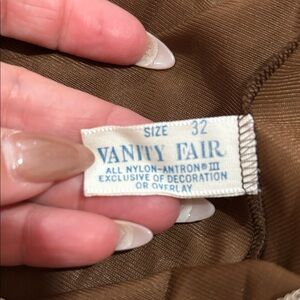 SIZE 32
VANITY FAIR
ALL NYLON-ANTRON® III
EXCLUSIVE OF DECORATION
OR OVERLAY